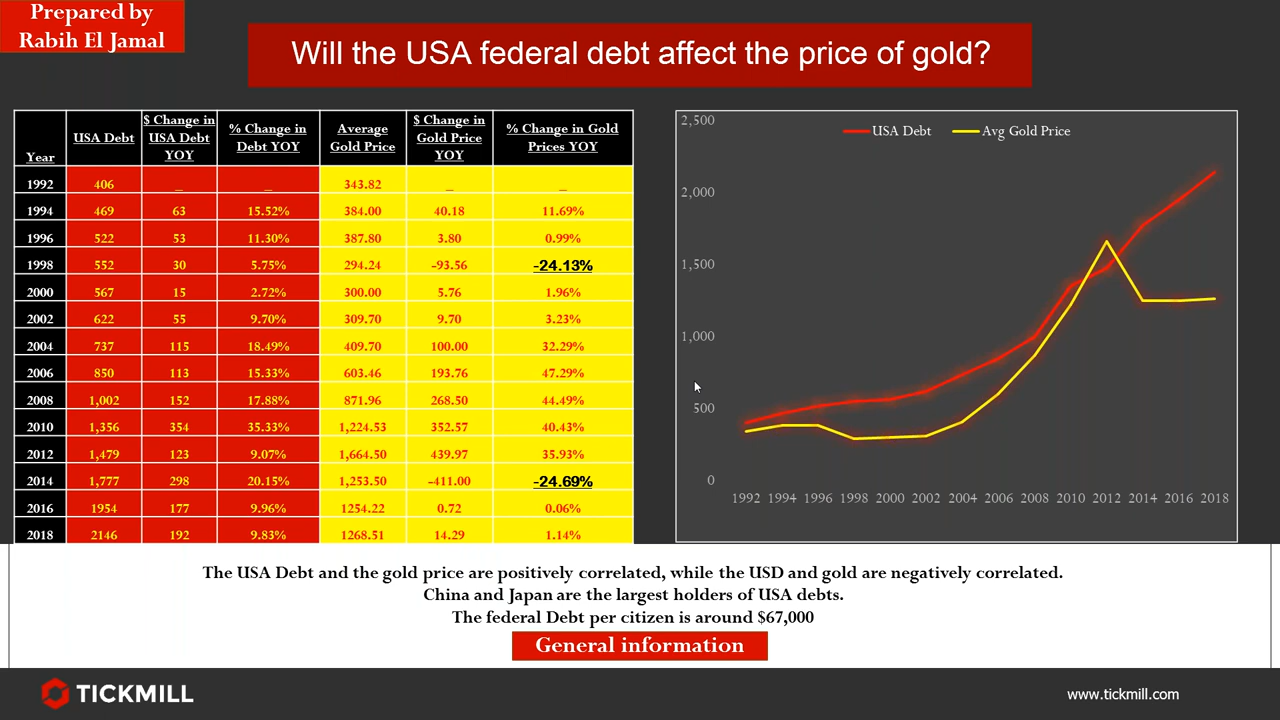 Prepared by
Rabih El Jamal
Will the USA federal debt affect the price of gold?
Year
USA Debt
$ Change in
USA Debt
YOY
% Change in
Debt YOY
Average
Gold Price
$ Change in
Gold Price
YOY
% Change in Gold
Prices YOY
1992 406 _ _ 343.82 _ _
1994 469 63 15.52% 384.00 40.18 11.69%
1996 522 53 11.30% 387.80 3.80 0.99%
1998 552 30 5.75% 294.24 -93.56 -24.13%
2000 567 15 2.72% 300.00 5.76 1.96%
2002 622 55 9.70% 309.70 9.70 3.23%
2004 737 115 18.49% 409.70 100.00 32.29%
2006 850 113 15.33% 603.46 193.76 47.29%
2008 1,002 152 17.88% 871.96 268.50 44.49%
2010 1,356 354 35.33% 1,224.53 352.57 40.43%
2012 1,479 123 9.07% 1,664.50 439.97 35.93%
2014 1,777 298 20.15% 1,253.50 -411.00 -24.69%
2016 1954 177 9.96% 1254.22 0.72 0.06%
2018 2146 192 9.83% 1268.51 14.29 1.14%
USA Debt Avg Gold Price
2,500
2,000
1,500
1,000
500
0
1992 1994 1996 1998 2000 2002 2004 2006 2008 2010 2012 2014 2016 2018
The USA Debt and the gold price are positively correlated, while the USD and gold are negatively correlated.
China and Japan are the largest holders of USA debts.
The federal Debt per citizen is around $67,000
General information
TICKMILL
www.tickmill.com